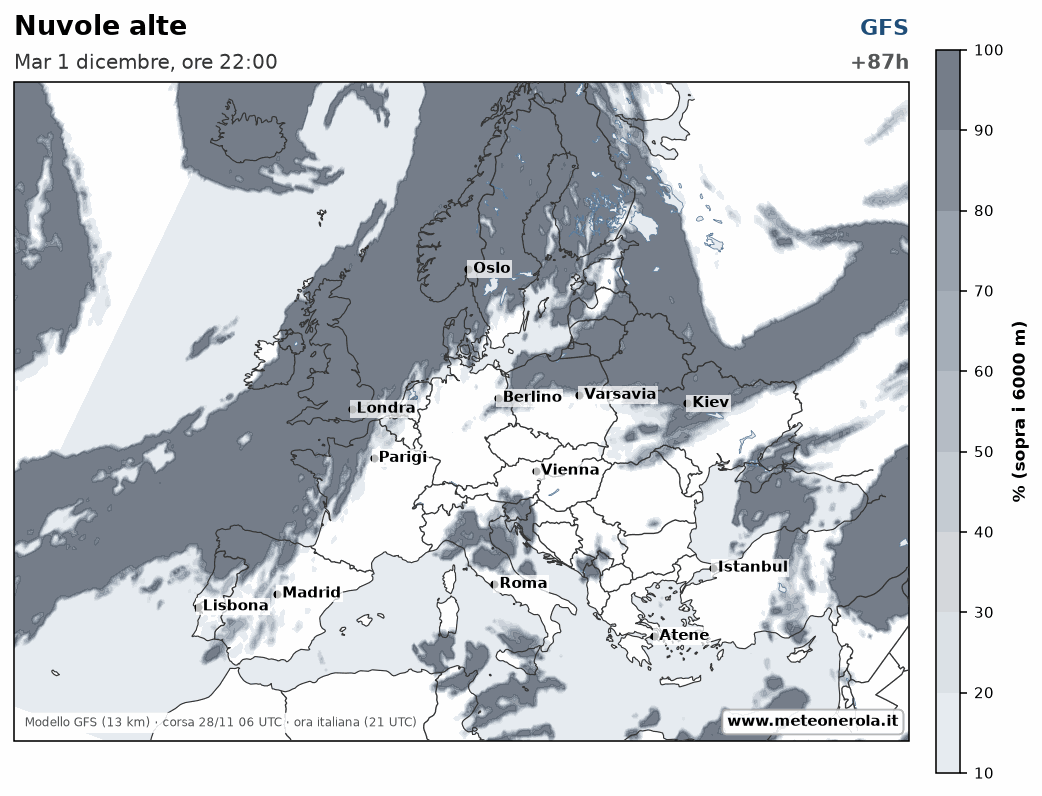 Nuvole alte
GFS
Mar 1 dicembre, ore 22:00
+87h
Oslo
Londra
Berlino
Varsavia
Kiev
Parigi
Vienna
Lisbona
Madrid
Roma
Istanbul
Atene
Modello GFS (13 km) · corsa 28/11 06 UTC · ora italiana (21 UTC)
www.meteonerola.it
100
90
80
70
60
50
40
30
20
10
% (sopra i 6000 m)